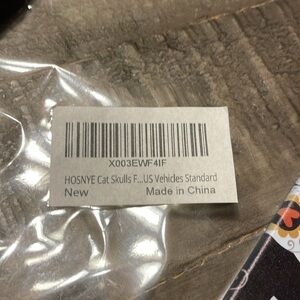 X003EWF4IF
HOSNYE Cat Skulls F...US Vehicles Standard
New Made in China